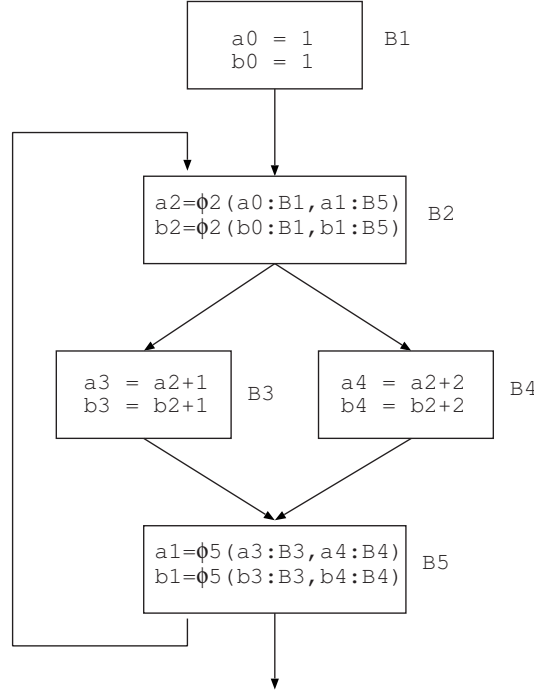 a0 = 1
b0 = 1
B1
a2=ϕ2(a0:B1,a1:B5)
b2=ϕ2(b0:B1,b1:B5)
B2
a3 = a2+1
b3 = b2+1
B3
a4 = a2+2
b4 = b2+2
B4
a1=ϕ5(a3:B3,a4:B4)
b1=ϕ5(b3:B3,b4:B4)
B5